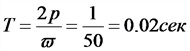 T = 2p/ϖ = 1/50 = 0.02сек